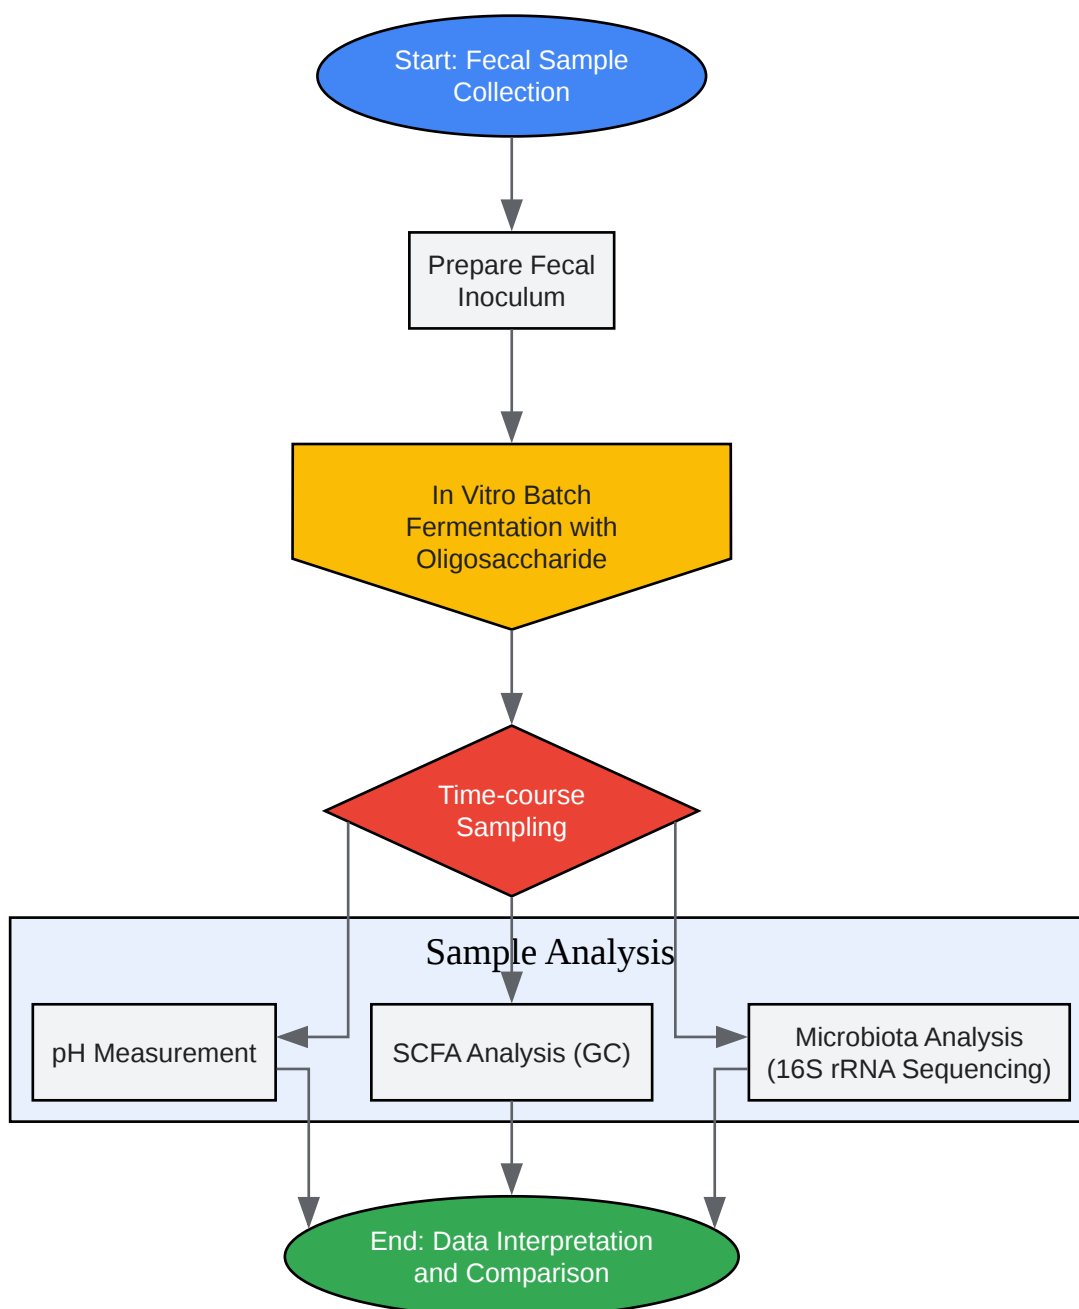 Start: Fecal Sample
Collection
Prepare Fecal
Inoculum
In Vitro Batch
Fermentation with
Oligosaccharide
Time-course
Sampling
Sample Analysis
pH Measurement
SCFA Analysis (GC)
Microbiota Analysis
(16S rRNA Sequencing)
End: Data Interpretation
and Comparison